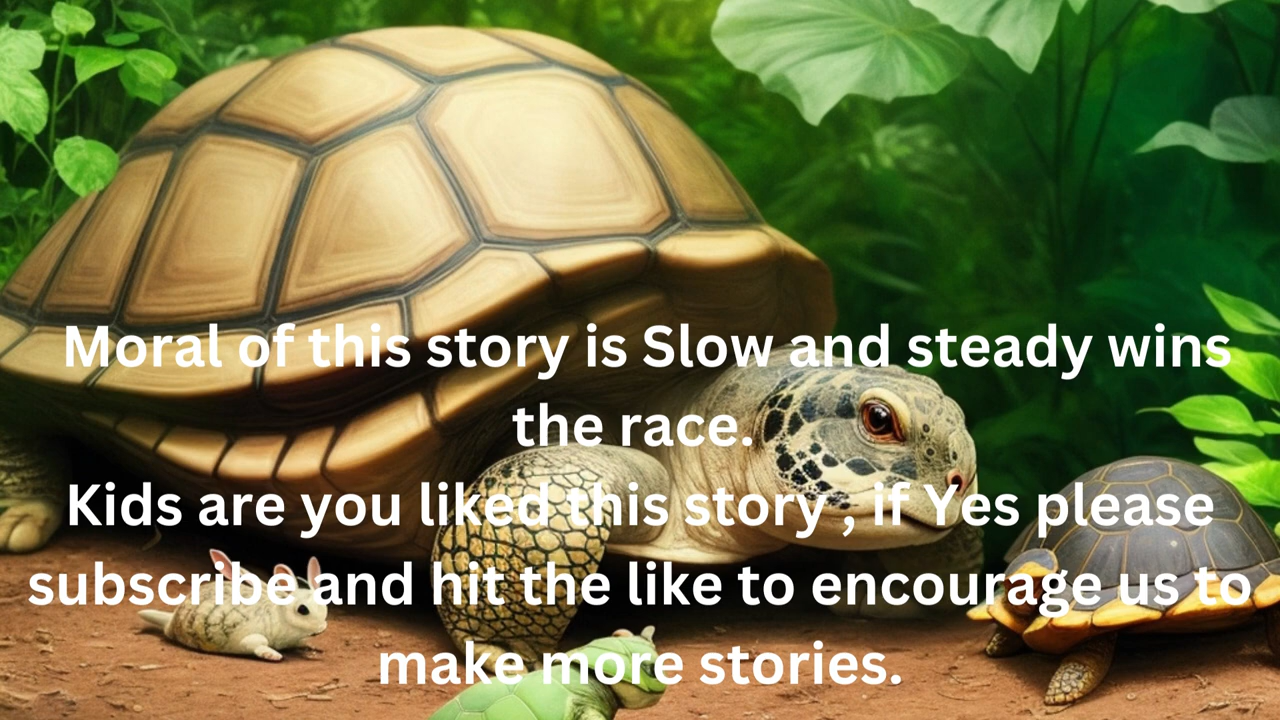 Moral of this story is Slow and steady wins
the race.
Kids are you liked this story , if Yes please
subscribe and hit the like to encourage us to
make more stories.